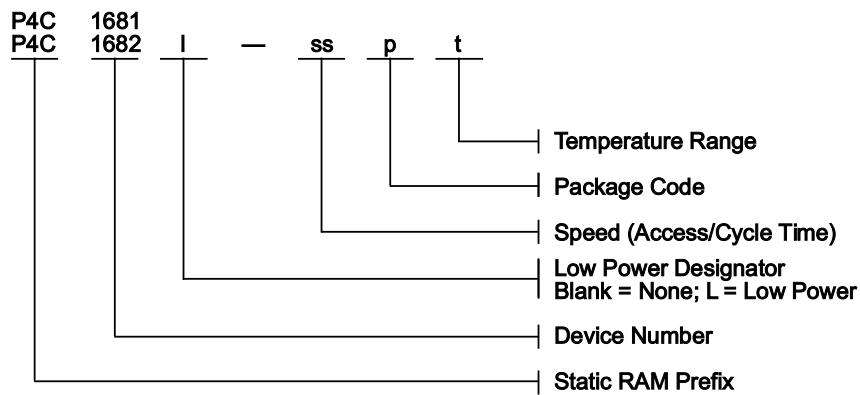 P4C 1681
P4C 1682 l — ss p t
Temperature Range
Package Code
Speed (Access/Cycle Time)
Low Power Designator
Blank = None; L = Low Power
Device Number
Static RAM Prefix